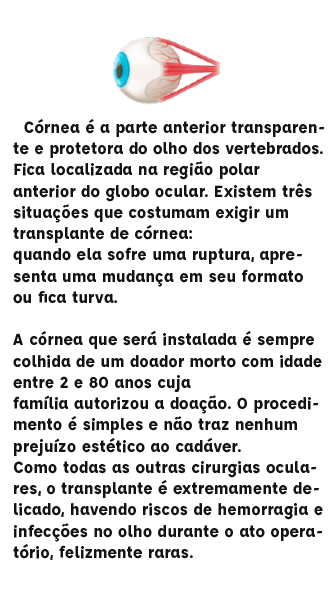 Córnea é a parte anterior transparen-
te e protetora do olho dos vertebrados.
Fica localizada na região polar
anterior do globo ocular. Existem três
situações que costumam exigir um
transplante de córnea:
quando ela sofre uma ruptura, apre-
senta uma mudança em seu formato
ou fica turva.
A córnea que será instalada é sempre
colhida de um doador morto com idade
entre 2 e 80 anos cuja
família autorizou a doação. O procedi-
mento é simples e não traz nenhum
prejuízo estético ao cadáver.
Como todas as outras cirurgias ocula-
res, o transplante é extremamente de-
licado, havendo riscos de hemorragia e
infecções no olho durante o ato opera-
tório, felizmente raras.